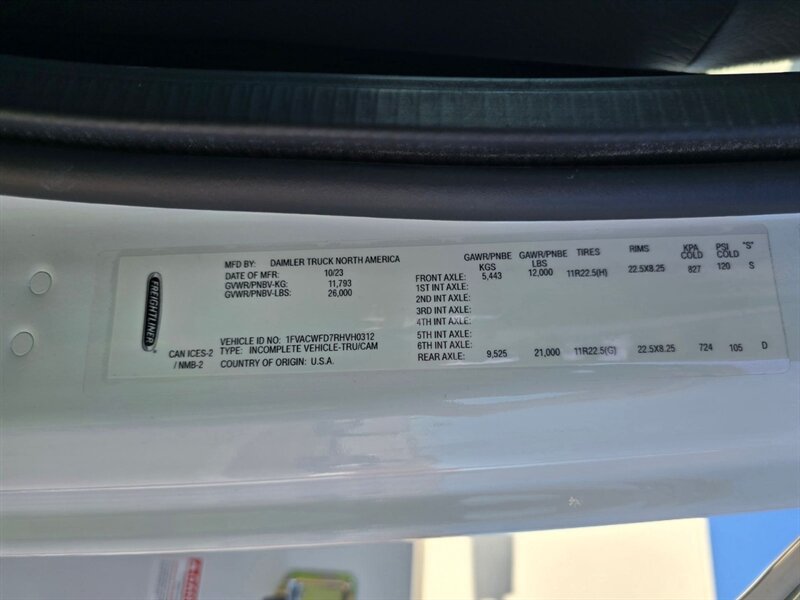 FREIGHTLINER
CAN ICES-2
/ NMB-2
MFD BY: DAIMLER TRUCK NORTH AMERICA
DATE OF MFR: 10/23
GVWR/PNBV-KG: 11,793
GVWR/PNBV-LBS: 26,000
VEHICLE ID NO.: 1FVACWFD7RHVH0312
TYPE: INCOMPLETE VEHICLE-TRU/CAM
COUNTRY OF ORIGIN: U.S.A.
GAWR/PNBE KGS GAWR/PNBE LBS TIRES RIMS KPA COLD PSI COLD "S"
FRONT AXLE: 5,443 12,000 11R22.5(H) 22.5X8.25 827 120 S
1ST INT AXLE:
2ND INT AXLE:
3RD INT AXLE:
4TH INT AXLE:
5TH INT AXLE:
6TH INT AXLE:
REAR AXLE: 9,525 21,000 11R22.5(G) 22.5X8.25 724 105 D